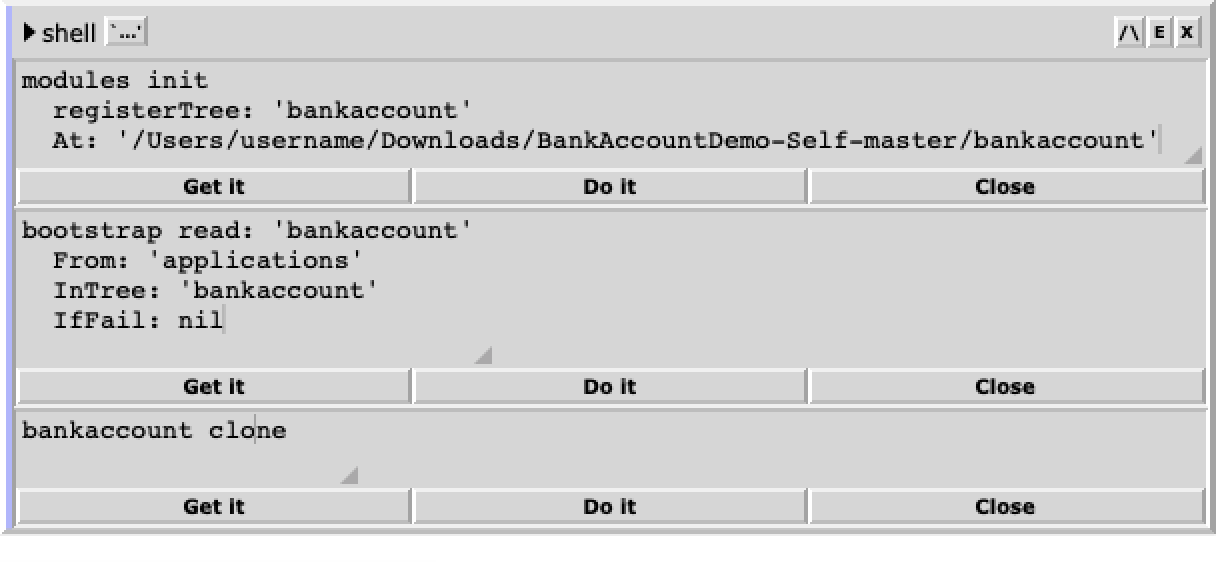 shell `...'
/\ E X
modules init
  registerTree: 'bankaccount'
  At: '/Users/username/Downloads/BankAccountDemo-Self-master/bankaccount'
Get it Do it Close
bootstrap read: 'bankaccount'
  From: 'applications'
  InTree: 'bankaccount'
  IfFail: nil
Get it Do it Close
bankaccount clone
Get it Do it Close